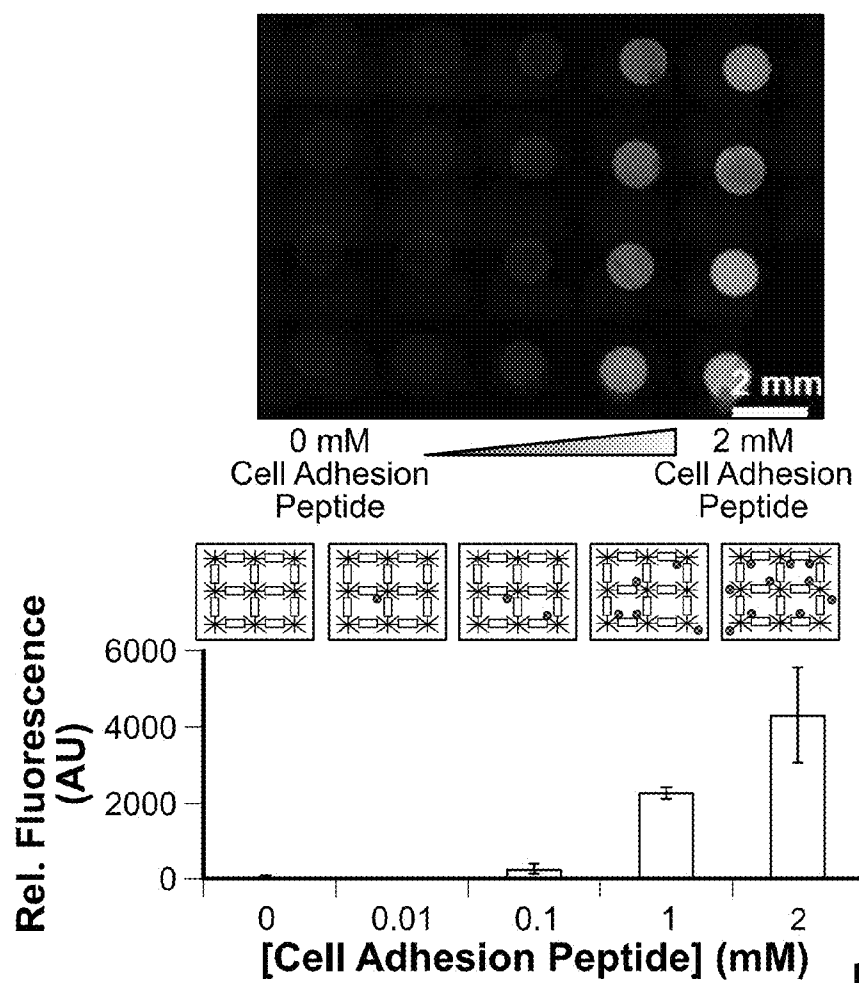 2 mm
0 mM
Cell Adhesion
Peptide
2 mM
Cell Adhesion
Peptide
Rel. Fluorescence
(AU)
6000
4000
2000
0
0 0.01 0.1 1 2
[Cell Adhesion Peptide] (mM)